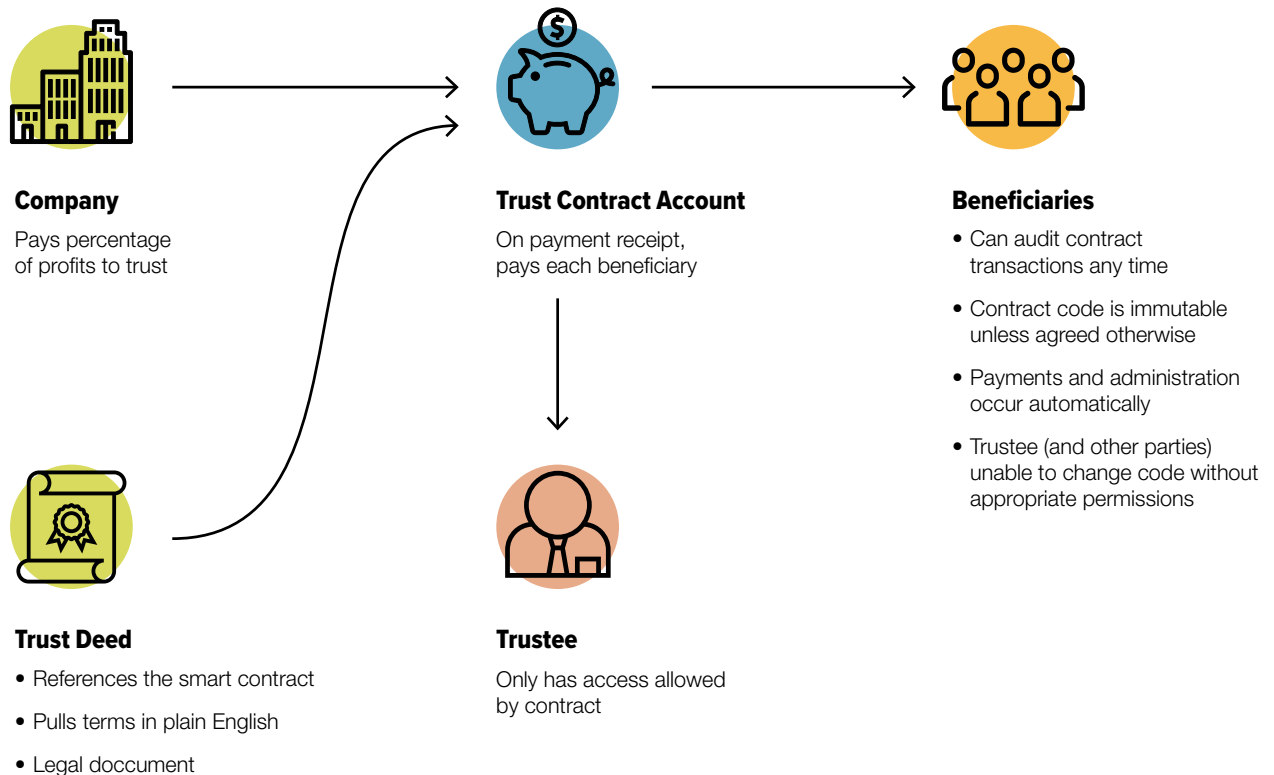 $
Company
Pays percentage
of profits to trust
Trust Contract Account
On payment receipt,
pays each beneficiary
Beneficiaries
• Can audit contract
transactions any time
• Contract code is immutable
unless agreed otherwise
• Payments and administration
occur automatically
• Trustee (and other parties)
unable to change code without
appropriate permissions
Trust Deed
• References the smart contract
• Pulls terms in plain English
• Legal doccument
Trustee
Only has access allowed
by contract